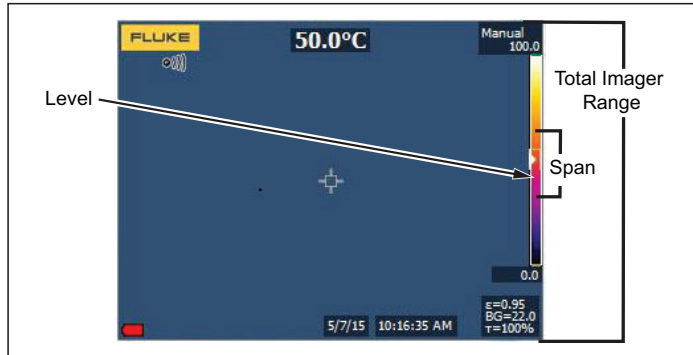 FLUKE
50.0°C
Manual
100.0
Level
Total Imager
Range
Span
0.0
ε=0.95
BG=22.0
τ=100%
5/7/15 10:16:35 AM